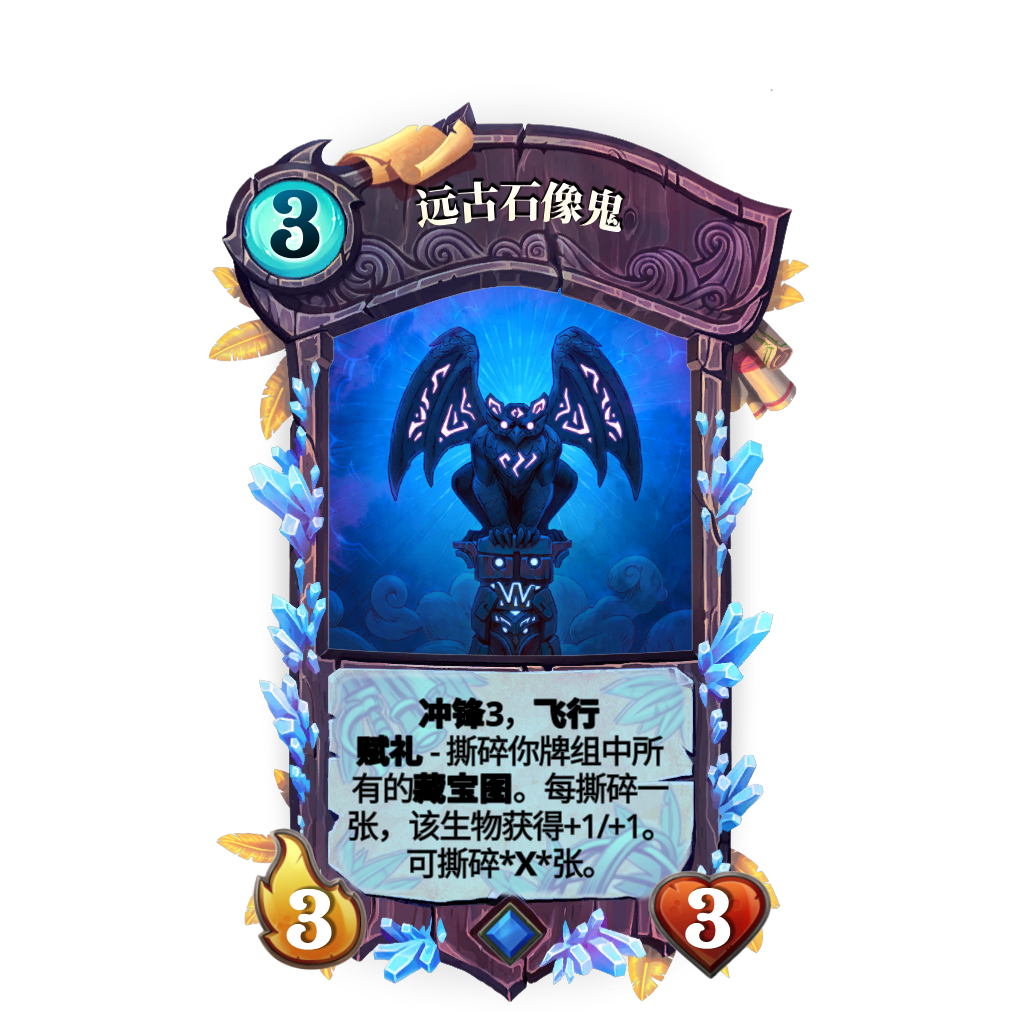 3
远古石像鬼
冲锋3，飞行
赋礼 - 撕碎你牌组中所
有的藏宝图。每撕碎一
张，该生物获得+1/+1。
可撕碎*X*张。
3
3